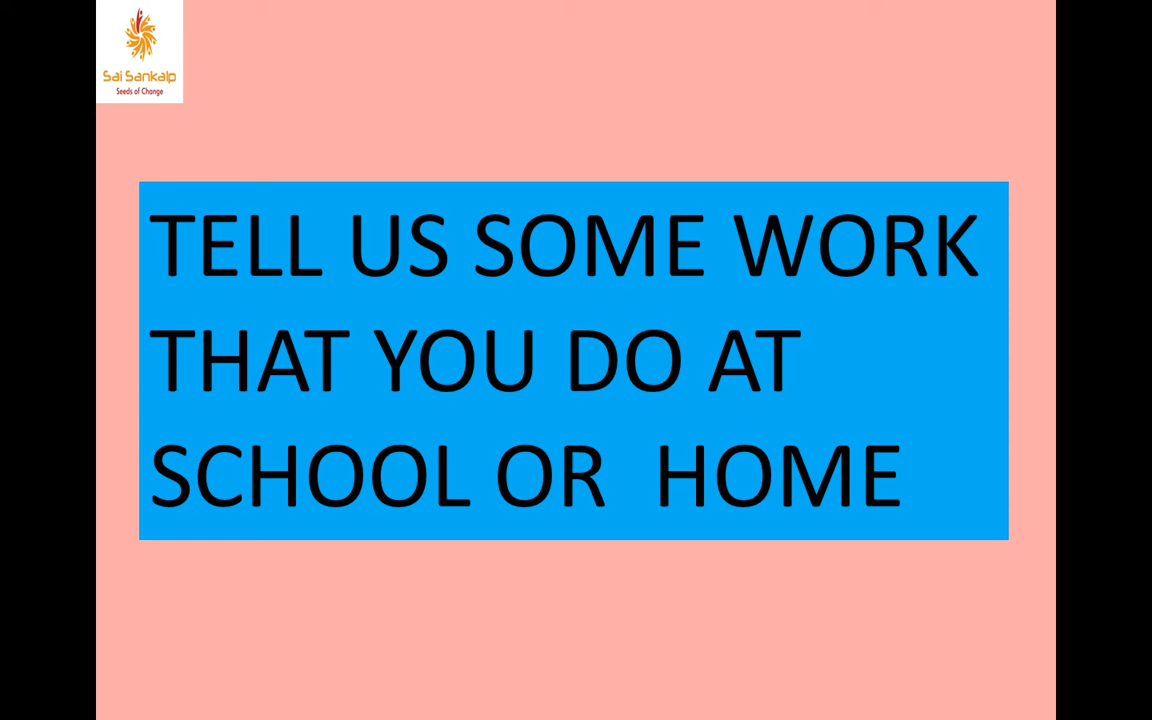 Sai Sankalp
Seeds of Change
TELL US SOME WORK
THAT YOU DO AT
SCHOOL OR  HOME